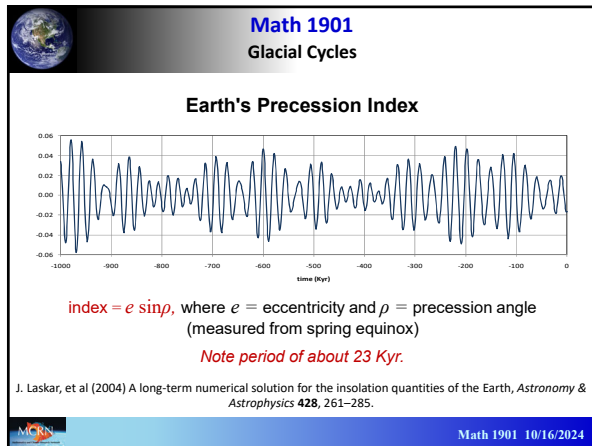 Math 1901
Glacial Cycles
Earth's Precession Index
0.06
0.04
0.02
0.00
-0.02
-0.04
-0.06
-1000 -900 -800 -700 -600 -500 -400 -300 -200 -100 0
time (Kyr)
index = e sinρ, where e = eccentricity and ρ = precession angle
(measured from spring equinox)
Note period of about 23 Kyr.
J. Laskar, et al (2004) A long-term numerical solution for the insolation quantities of the Earth, Astronomy &
Astrophysics 428, 261–285.
MCRN
Math 1901 10/16/2024